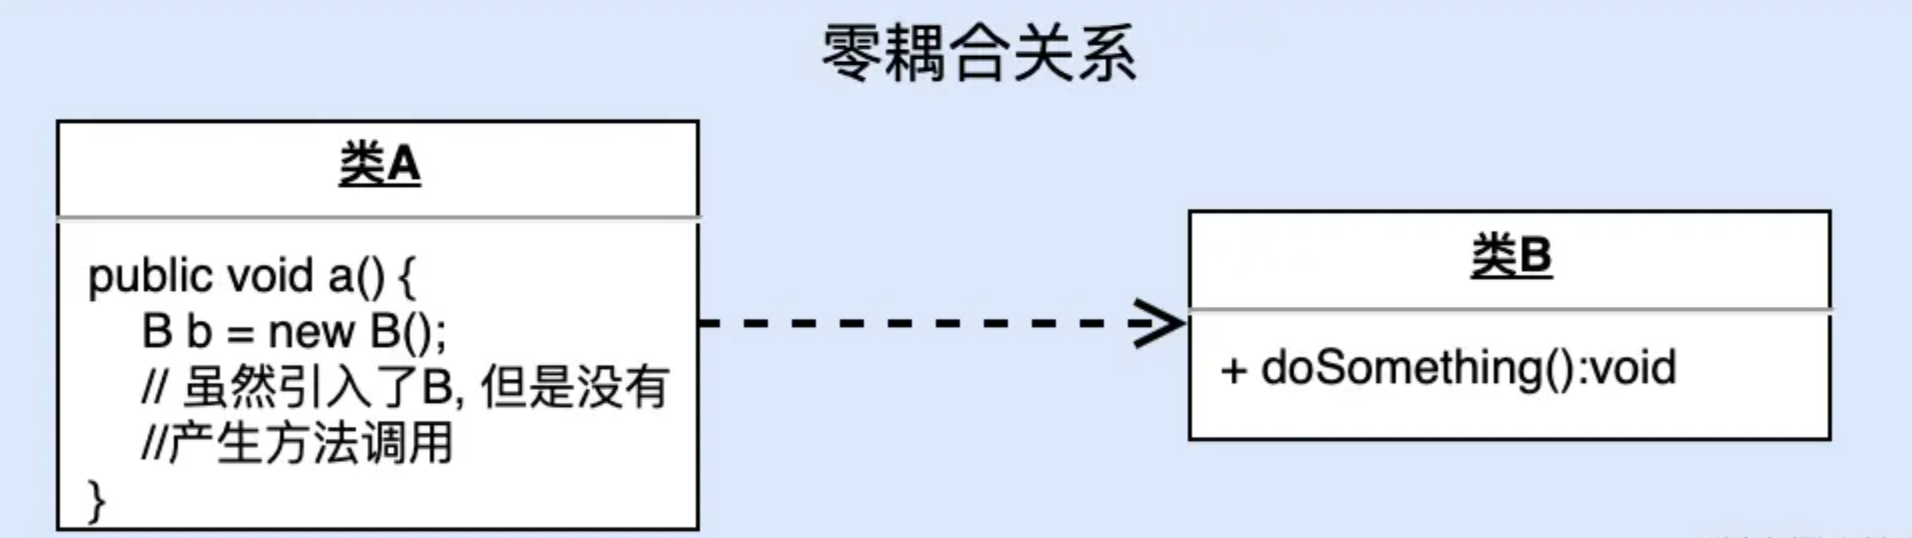 零耦合关系
类A
public void a() {
B b = new B();
// 虽然引入了B, 但是没有
//产生方法调用
}
类B
+ doSomething():void